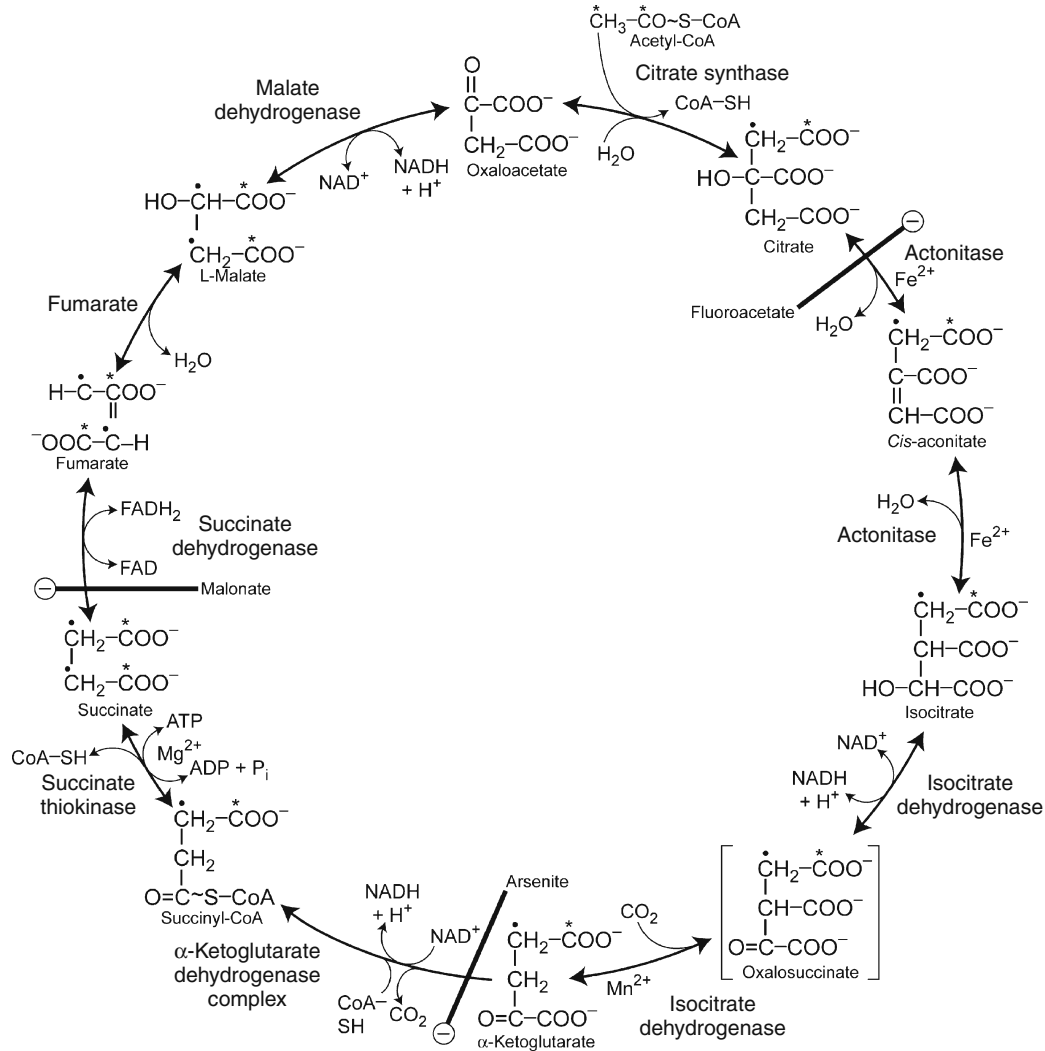 *CH3–*CO~S–CoA
Acetyl-CoA
Citrate synthase
CoA–SH
H2O
O
||
C–COO−
CH2–COO−
Oxaloacetate
Malate
dehydrogenase
NAD+
NADH
+ H+
•CH2–*COO−
HO–C–COO−
CH2–COO−
Citrate
Actonitase
Fe2+
Fluoroacetate
−
H2O
•CH2–*COO−
C–COO−
||
CH–COO−
Cis-aconitate
H2O
Actonitase
Fe2+
•CH2–*COO−
CH–COO−
HO–CH–COO−
Isocitrate
NAD+
NADH
+ H+
Isocitrate
dehydrogenase
•CH2–*COO−
CH–COO−
O=C–COO−
Oxalosuccinate
CO2
Mn2+
Isocitrate
dehydrogenase
•CH2–*COO−
CH2
O=C–COO−
α-Ketoglutarate
Arsenite
−
NADH
+ H+
NAD+
CoA–
SH
CO2
α-Ketoglutarate
dehydrogenase
complex
•CH2–*COO−
CH2
O=C~S–CoA
Succinyl-CoA
ATP
Mg2+
CoA–SH
ADP + Pi
Succinate
thiokinase
•CH2–*COO−
•CH2–*COO−
Succinate
Malonate
−
FADH2
FAD
Succinate
dehydrogenase
H–•C–*COO−
||
−OO*C–•C–H
Fumarate
H2O
Fumarate
HO–•CH–*COO−
•CH2–*COO−
L-Malate